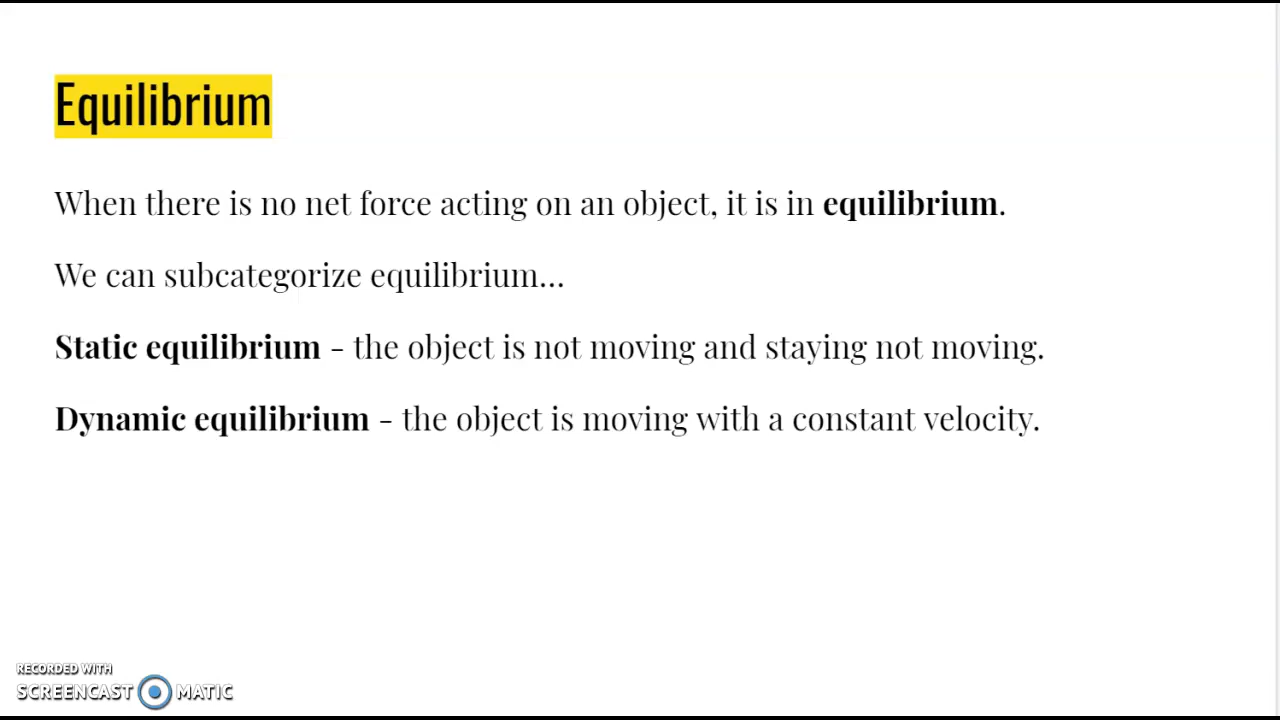 Equilibrium
When there is no net force acting on an object, it is in equilibrium.
We can subcategorize equilibrium...
Static equilibrium - the object is not moving and staying not moving.
Dynamic equilibrium - the object is moving with a constant velocity.
RECORDED WITH
SCREENCAST MATIC